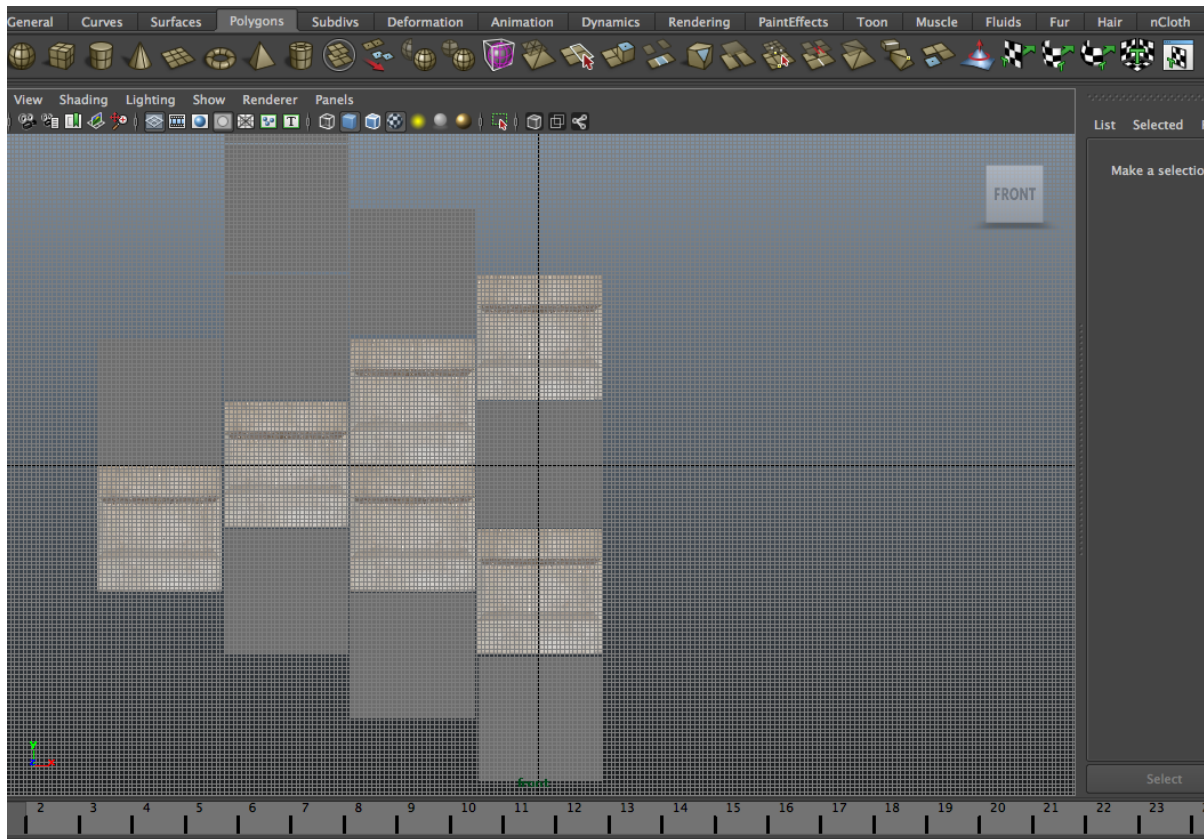 General Curves Surfaces Polygons Subdivs Deformation Animation Dynamics Rendering PaintEffects Toon Muscle Fluids Fur Hair nCloth
View Shading Lighting Show Renderer Panels
T
List Selected
Make a selectio
FRONT
y
front
Select
2 3 4 5 6 7 8 9 10 11 12 13 14 15 16 17 18 19 20 21 22 23